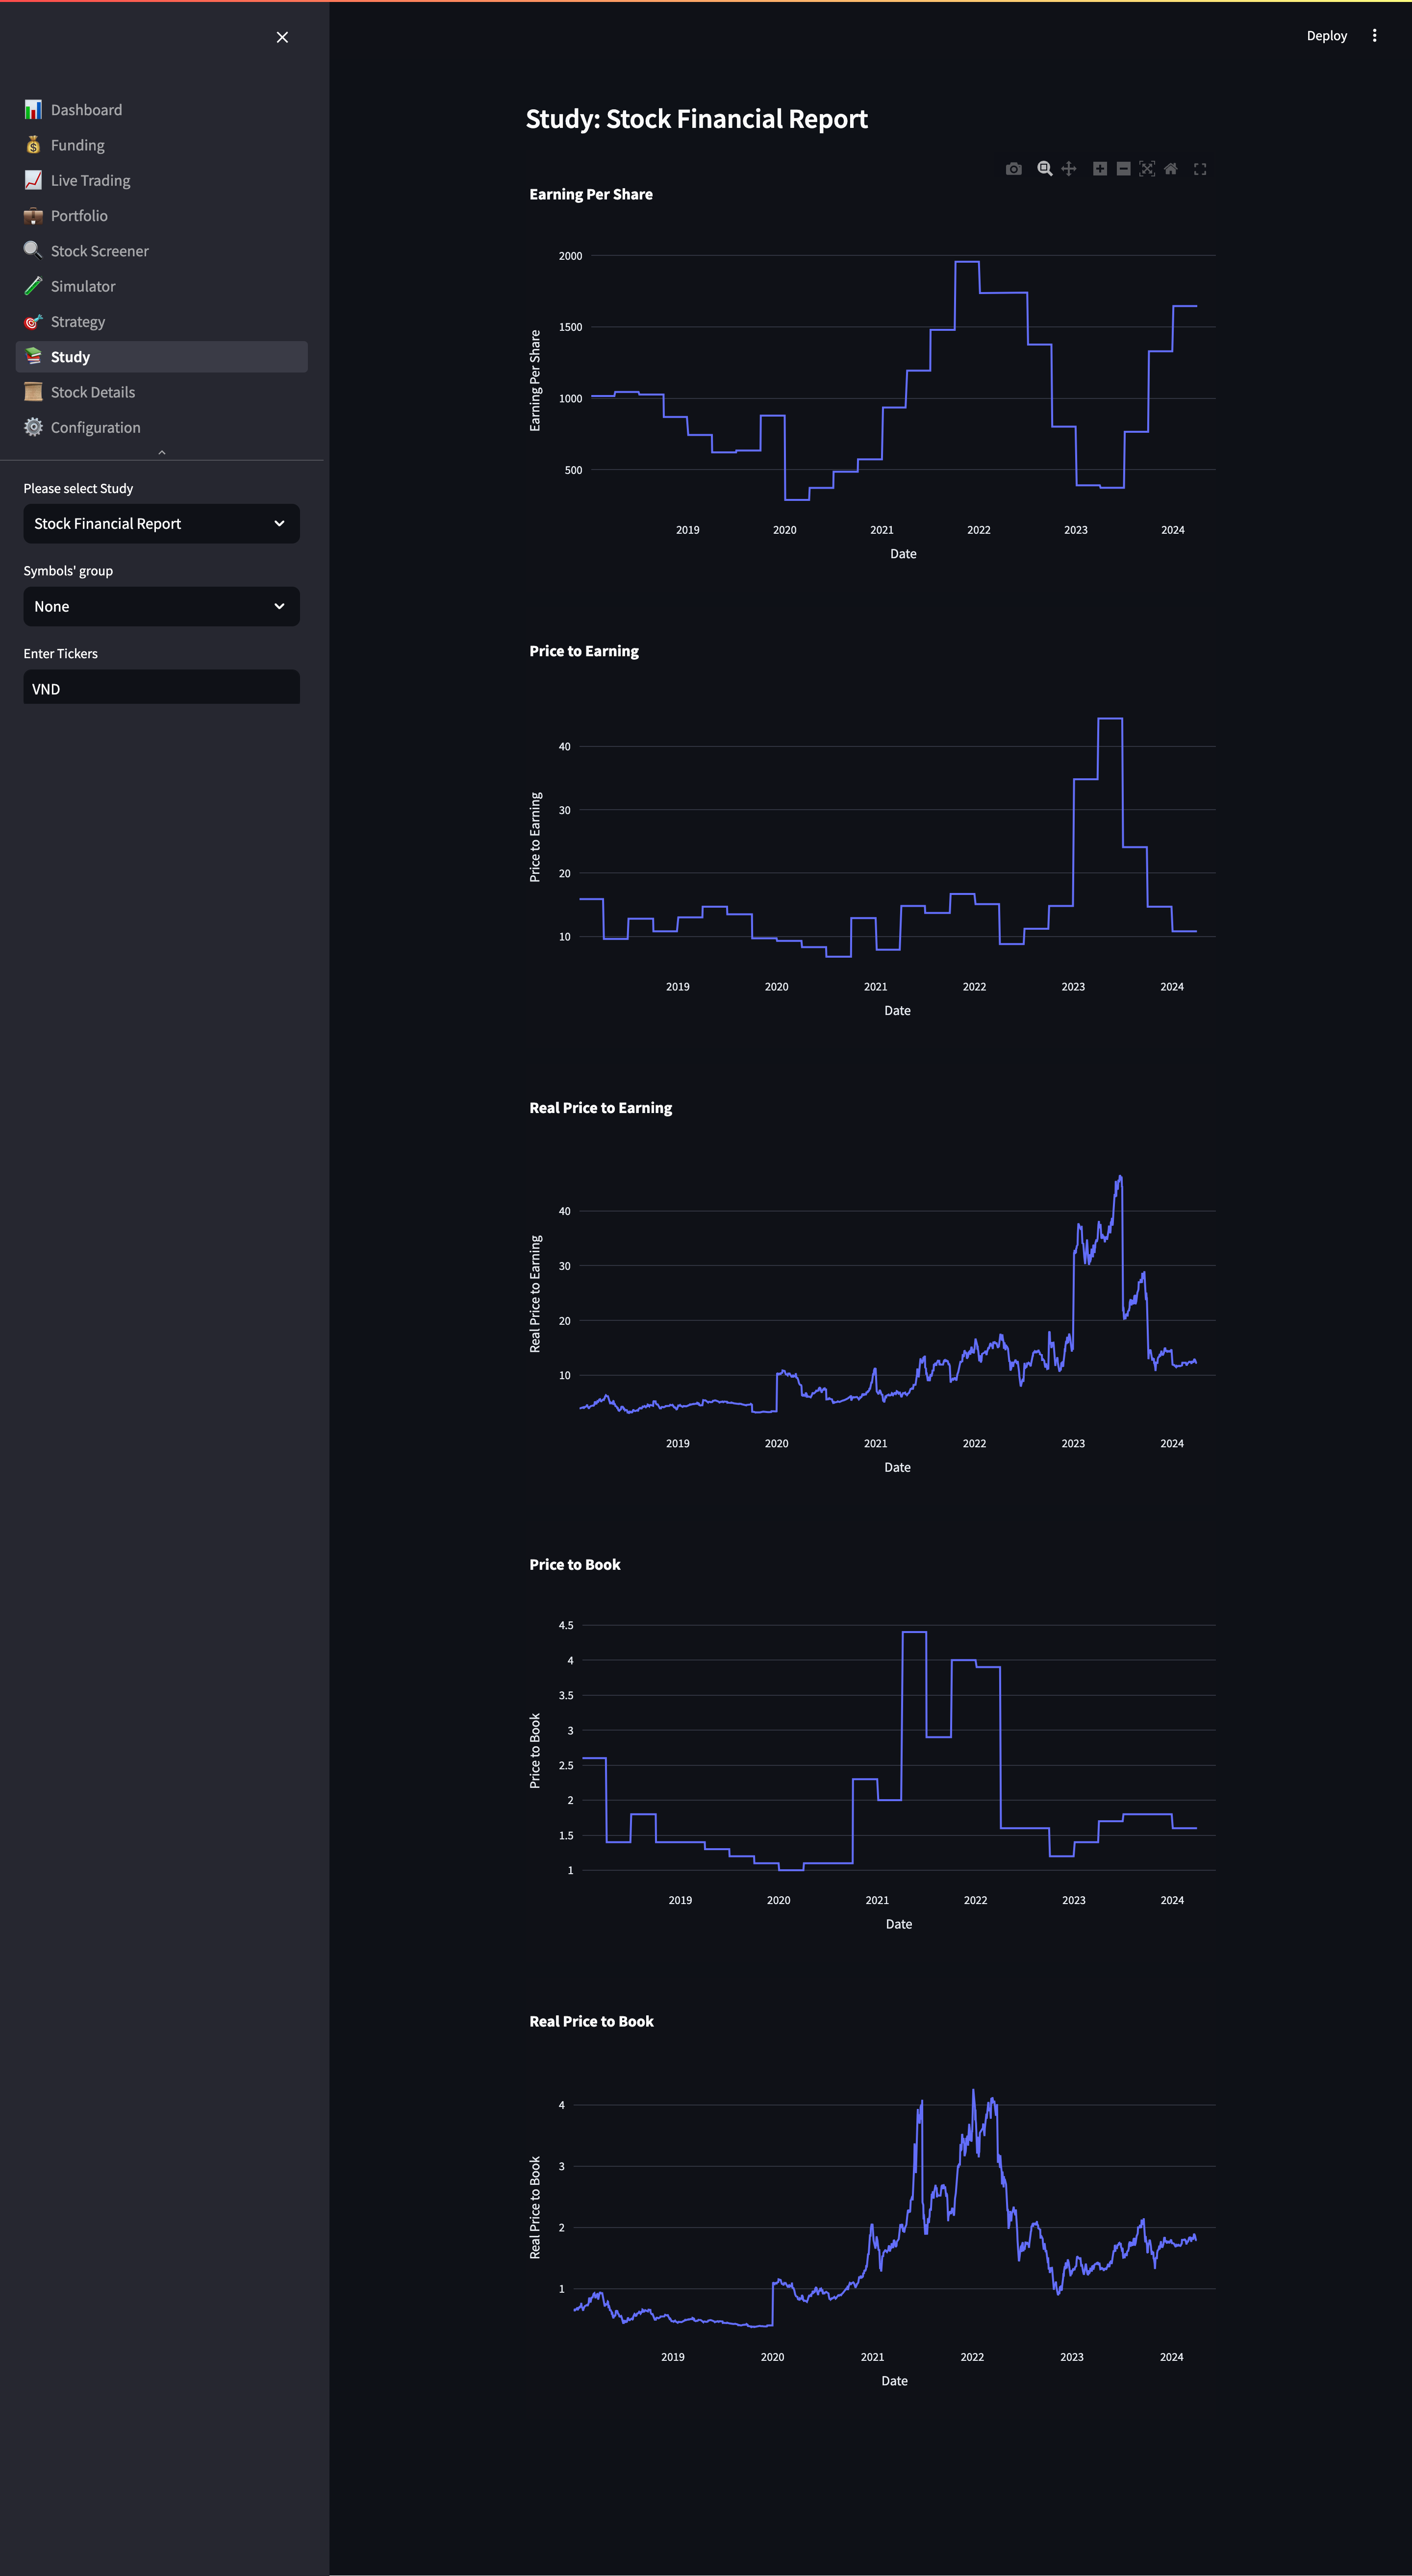 Deploy
Dashboard
Funding
Live Trading
Portfolio
Stock Screener
Simulator
Strategy
Study
Stock Details
Configuration
Please select Study
Stock Financial Report
Symbols' group
None
Enter Tickers
VND
Study: Stock Financial Report
Earning Per Share
Earning Per Share
2000
1500
1000
500
2019 2020 2021 2022 2023 2024
Date
Price to Earning
Price to Earning
40
30
20
10
2019 2020 2021 2022 2023 2024
Date
Real Price to Earning
Real Price to Earning
40
30
20
10
2019 2020 2021 2022 2023 2024
Date
Price to Book
Price to Book
4.5
4
3.5
3
2.5
2
1.5
1
2019 2020 2021 2022 2023 2024
Date
Real Price to Book
Real Price to Book
4
3
2
1
2019 2020 2021 2022 2023 2024
Date